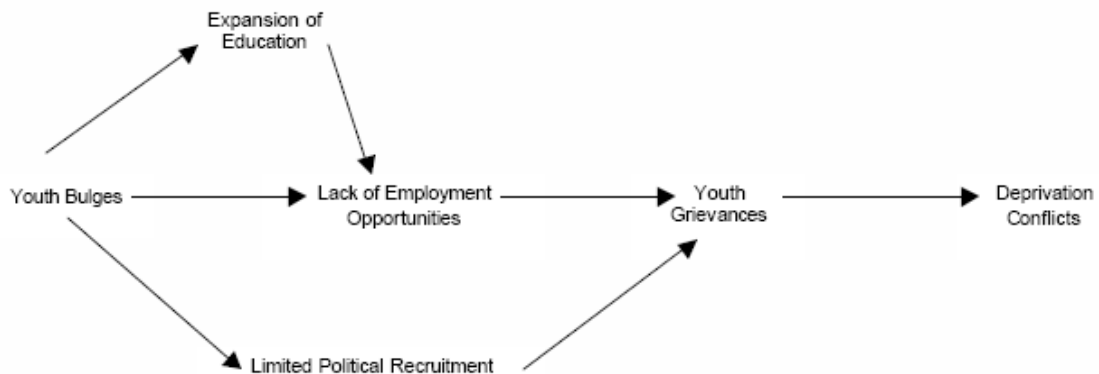 Expansion of
Education
Youth Bulges
Lack of Employment
Opportunities
Youth
Grievances
Deprivation
Conflicts
Limited Political Recruitment